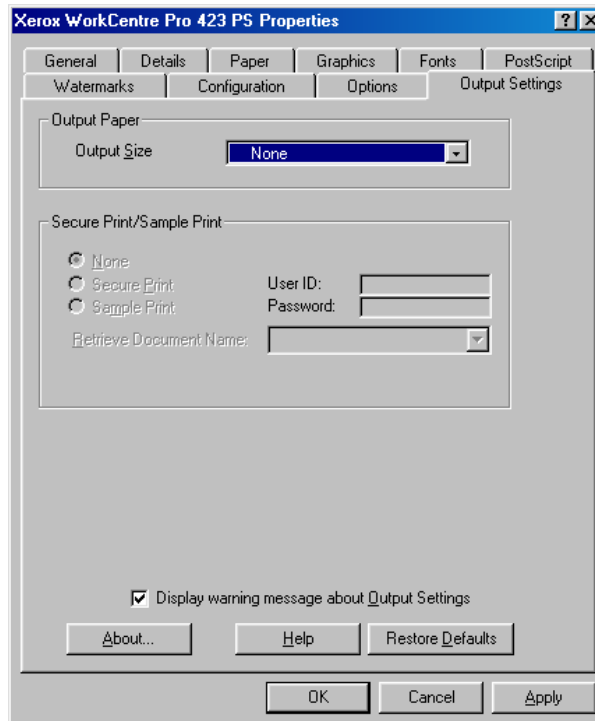 Xerox WorkCentre Pro 423 PS Properties
General Details Paper Graphics Fonts PostScript
Watermarks Configuration Options Output Settings
Output Paper
Output Size None
Secure Print/Sample Print
None
Secure Print User ID:
Sample Print Password:
Retrieve Document Name:
Display warning message about Output Settings
About... Help Restore Defaults
OK Cancel Apply